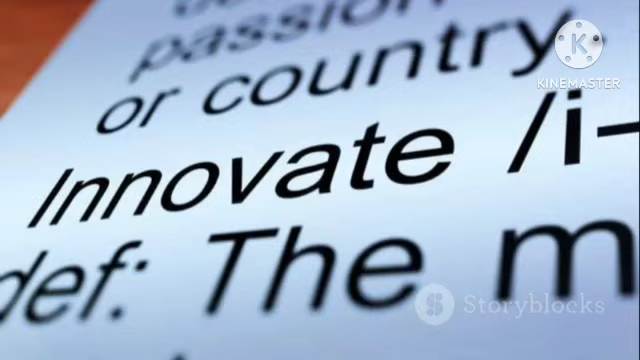 passion
or country
Innovate /i-
def: The m
KINEMASTER
Storyblocks